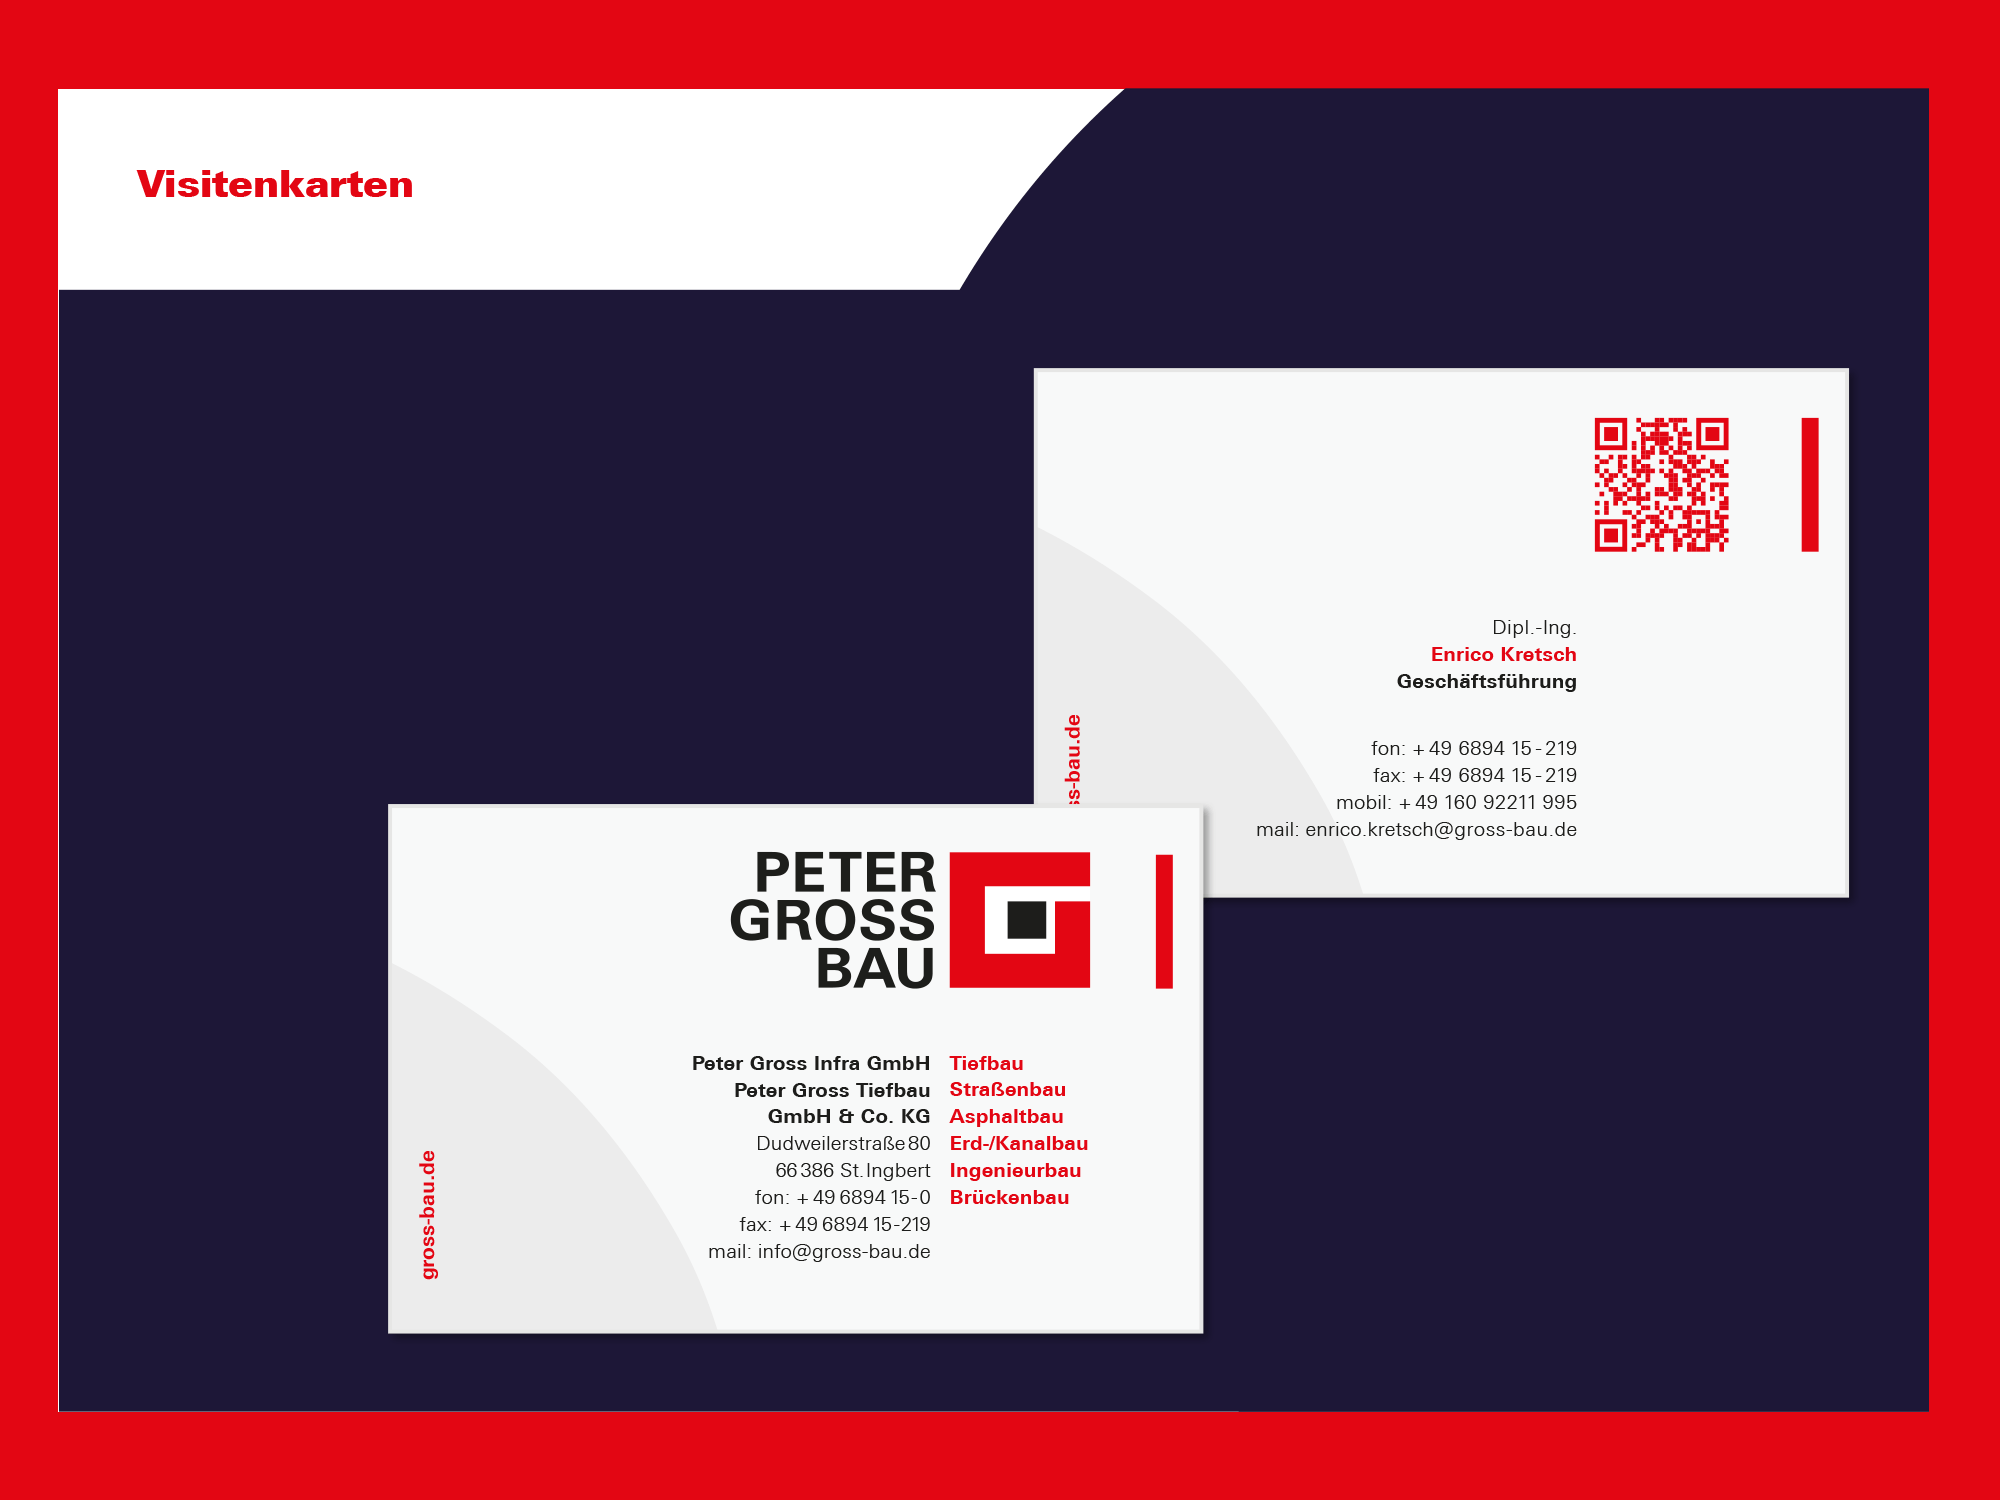 Visitenkarten
Dipl.-Ing.
Enrico Kretsch
Geschäftsführung
fon: + 49 6894 15 - 219
fax: + 49 6894 15 - 219
mobil: + 49 160 92211 995
mail: enrico.kretsch@gross-bau.de
ss-bau.de
PETER
GROSS
BAU
Peter Gross Infra GmbH
Peter Gross Tiefbau
GmbH & Co. KG
Dudweilerstraße 80
66 386 St. Ingbert
fon: + 49 6894 15-0
fax: + 49 6894 15-219
mail: info@gross-bau.de
Tiefbau
Straßenbau
Asphaltbau
Erd-/Kanalbau
Ingenieurbau
Brückenbau
gross-bau.de